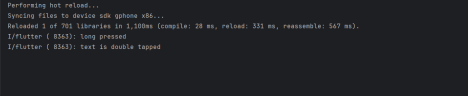 Performing hot reload...
Syncing files to device sdk gphone x86...
Reloaded 1 of 701 libraries in 1,100ms (compile: 28 ms, reload: 331 ms, reassemble: 567 ms).
I/flutter ( 8363): long pressed
I/flutter ( 8363): text is double tapped